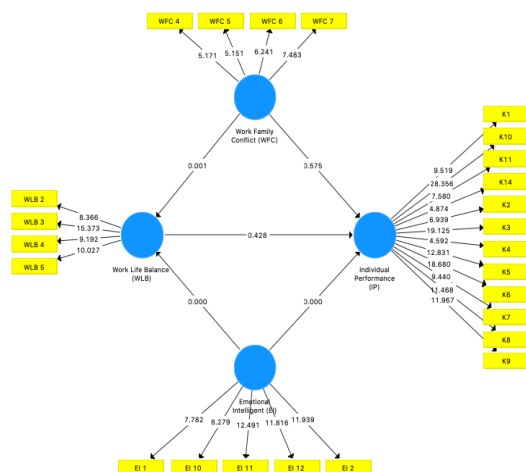 WFC 4
WFC 5
WFC 6
WFC 7
5.171
5.151
6.241
7.483
Work Family
Conflict (WFC)
0.001
0.575
WLB 2
WLB 3
WLB 4
WLB 5
8.366
15.373
9.192
10.027
Work Life Balance
(WLB)
0.428
Individual
Performance
(IP)
9.519
28.356
7.580
4.874
6.939
19.125
4.592
12.831
18.680
9.440
11.468
11.967
K1
K10
K11
K14
K2
K3
K4
K5
K6
K7
K8
K9
0.000
0.000
Emotional
Intelligent (EI)
7.782
6.279
12.491
11.816
11.939
EI 1
EI 10
EI 11
EI 12
EI 2